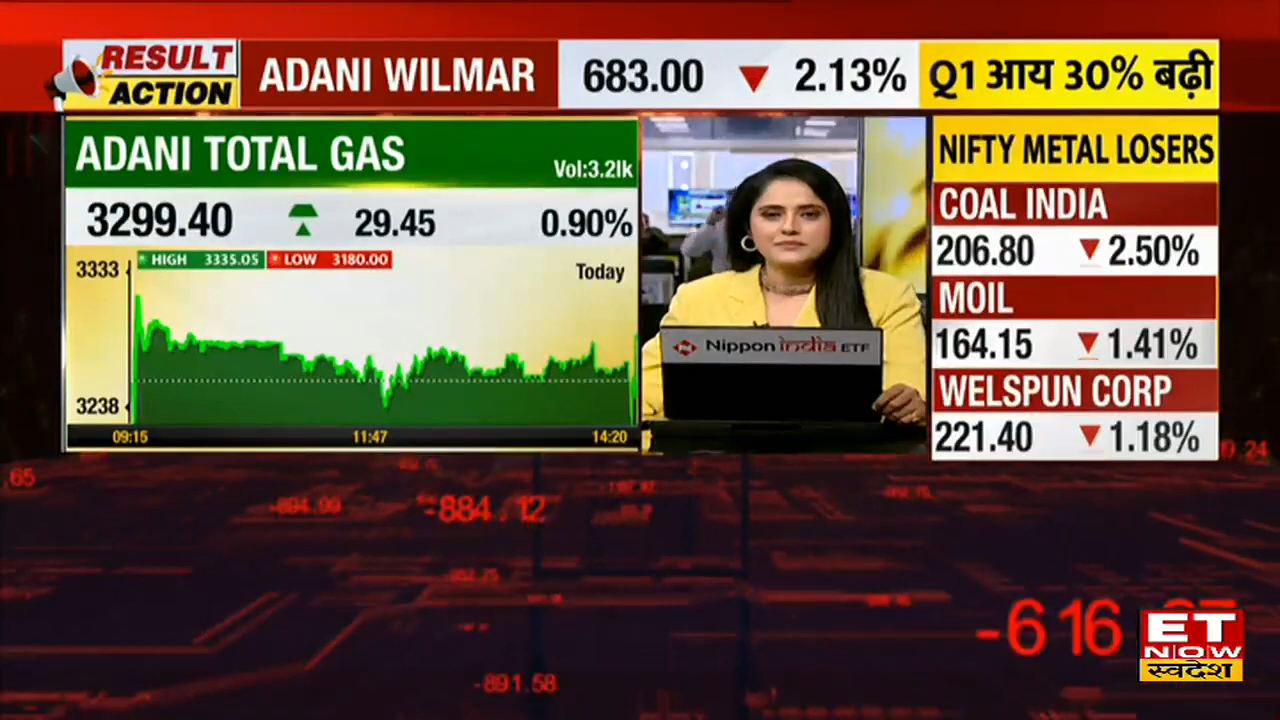 RESULT
ACTION
ADANI WILMAR
683.00 ▼ 2.13%
Q1 आय 30% बढ़ी
ADANI TOTAL GAS
Vol:3.2lk
3299.40 29.45 0.90%
HIGH 3335.05 LOW 3180.00
Today
3333
3238
09:15 11:47 14:20
Nippon india ETF
NIFTY METAL LOSERS
COAL INDIA
206.80 ▼ 2.50%
MOIL
164.15 ▼ 1.41%
WELSPUN CORP
221.40 ▼ 1.18%
-884.12
-891.58
-616
ET
NOW
स्वदेश